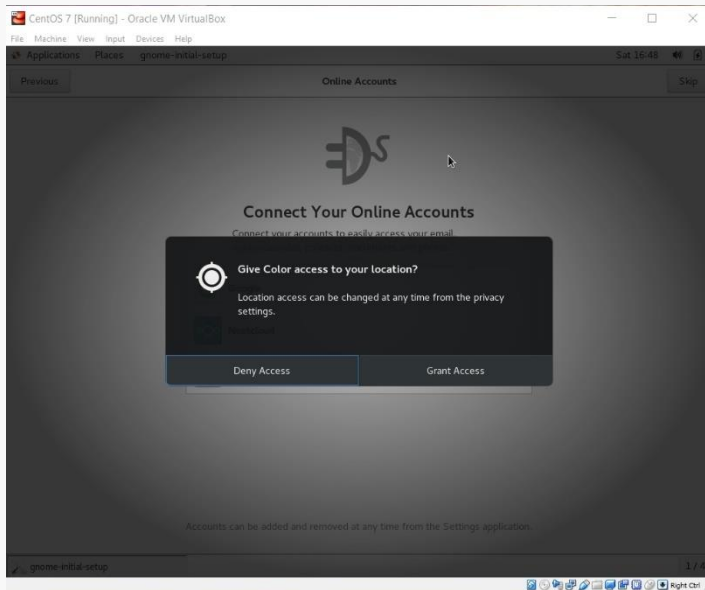 CentOS 7 [Running] - Oracle VM VirtualBox
File Machine View Input Devices Help
Applications Places gnome-initial-setup Sat 16:48
Previous Online Accounts Skip
Connect Your Online Accounts
Connect your accounts to easily access your email,
Give Color access to your location?
Location access can be changed at any time from the privacy
settings.
Deny Access Grant Access
Accounts can be added and removed at any time from the Settings application.
gnome-initial-setup 1 / 4
Right Ctrl